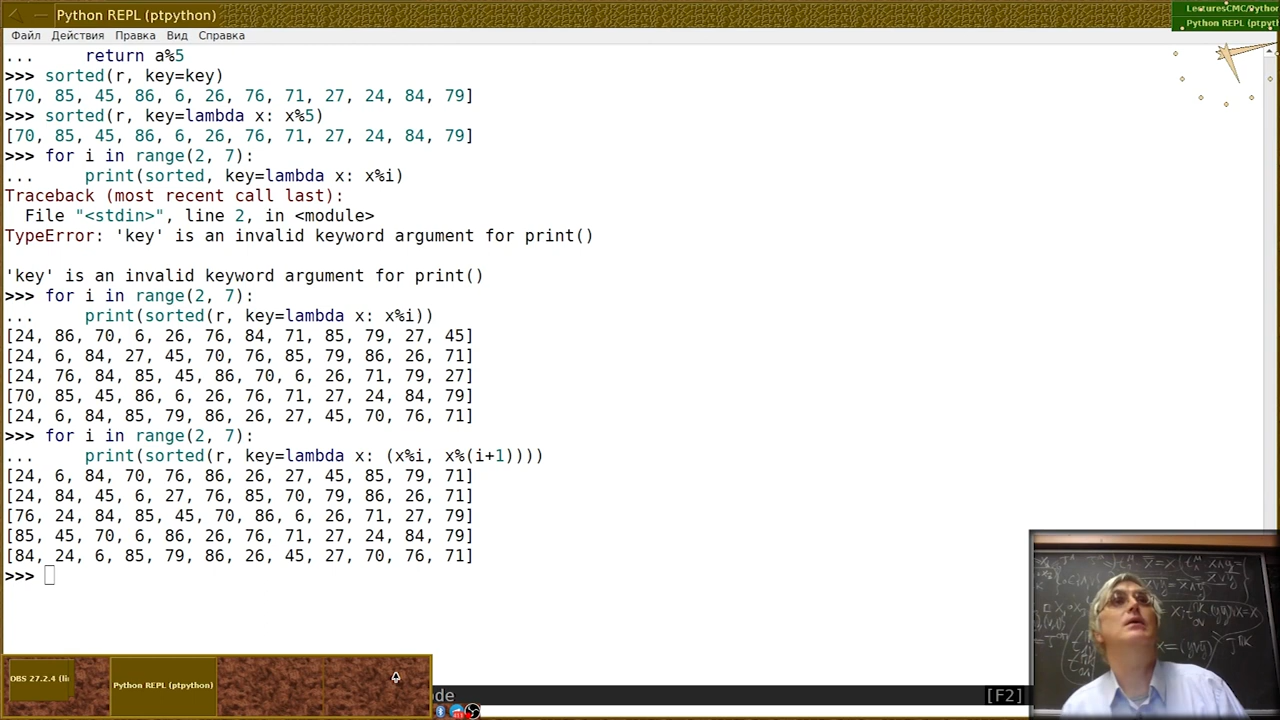 Python REPL (ptpython)
LecturesCMC/Python
Python REPL (ptpyth
Файл Действия Правка Вид Справка
...     return a%5
>>> sorted(r, key=key)
[70, 85, 45, 86, 6, 26, 76, 71, 27, 24, 84, 79]
>>> sorted(r, key=lambda x: x%5)
[70, 85, 45, 86, 6, 26, 76, 71, 27, 24, 84, 79]
>>> for i in range(2, 7):
...     print(sorted, key=lambda x: x%i)
Traceback (most recent call last):
  File "<stdin>", line 2, in <module>
TypeError: 'key' is an invalid keyword argument for print()
'key' is an invalid keyword argument for print()
>>> for i in range(2, 7):
...     print(sorted(r, key=lambda x: x%i))
[24, 86, 70, 6, 26, 76, 84, 71, 85, 79, 27, 45]
[24, 6, 84, 27, 45, 70, 76, 85, 79, 86, 26, 71]
[24, 76, 84, 85, 45, 86, 70, 6, 26, 71, 79, 27]
[70, 85, 45, 86, 6, 26, 76, 71, 27, 24, 84, 79]
[24, 6, 84, 85, 79, 86, 26, 27, 45, 70, 76, 71]
>>> for i in range(2, 7):
...     print(sorted(r, key=lambda x: (x%i, x%(i+1))))
[24, 6, 84, 70, 76, 86, 26, 27, 45, 85, 79, 71]
[24, 84, 45, 6, 27, 76, 85, 70, 79, 86, 26, 71]
[76, 24, 84, 85, 45, 70, 86, 6, 26, 71, 27, 79]
[85, 45, 70, 6, 86, 26, 76, 71, 27, 24, 84, 79]
[84, 24, 6, 85, 79, 86, 26, 45, 27, 70, 76, 71]
>>>
OBS 27.2.4 (li
Python REPL (ptpython)
de
[F2]